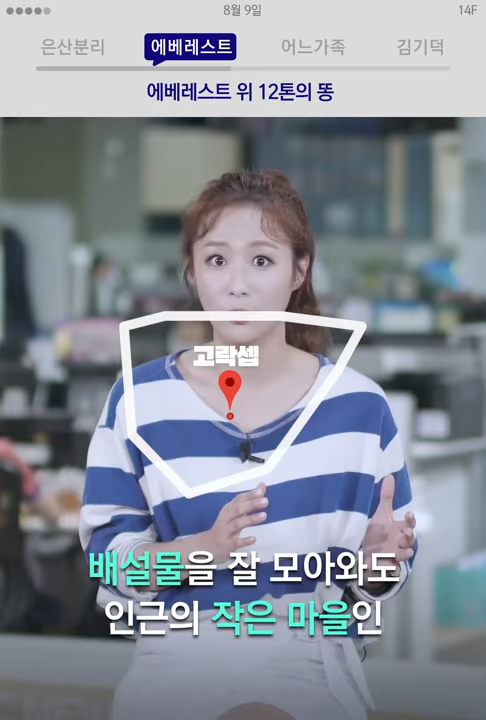 8월 9일
14F
은산분리
에베레스트
어느가족
김기덕
에베레스트 위 12톤의 똥
고락셉
배설물을 잘 모아와도
인근의 작은 마을인